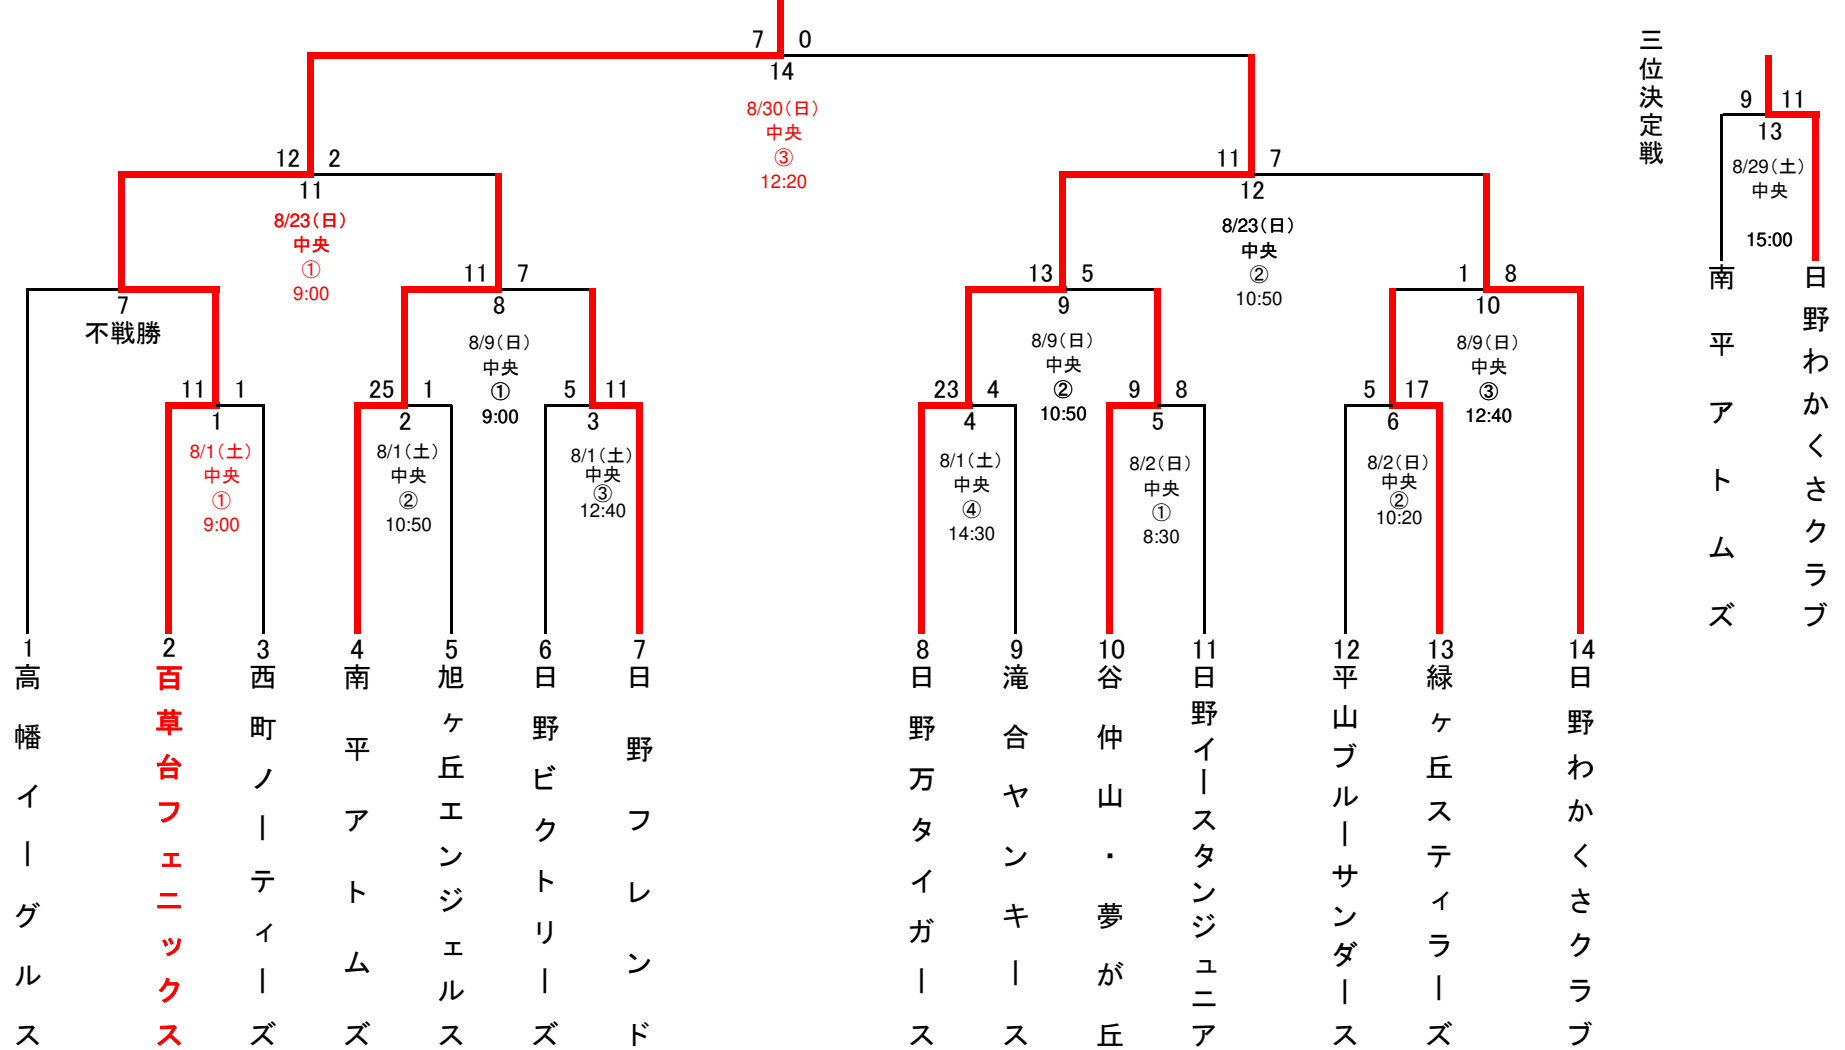 7 0
14
8/30(日)
中央
③
12:20
三位決定戦
9 11
13
8/29(土)
中央
15:00
南平アトムズ
日野わかくさクラブ
12 2
11
8/23(日)
中央
①
9:00
11 7
12
8/23(日)
中央
②
10:50
7
不戦勝
11 7
8
8/9(日)
中央
①
9:00
13 5
9
8/9(日)
中央
②
10:50
1 8
10
8/9(日)
中央
③
12:40
11 1
1
8/1(土)
中央
①
9:00
25 1
2
8/1(土)
中央
②
10:50
5 11
3
8/1(土)
中央
③
12:40
23 4
4
8/1(土)
中央
④
14:30
9 8
5
8/2(日)
中央
①
8:30
5 17
6
8/2(日)
中央
②
10:20
1
高幡イーグルス
2
百草台フェニックス
3
西町ノーティーズ
4
南平アトムズ
5
旭ヶ丘エンジェルス
6
日野ビクトリーズ
7
日野フレンド
8
日野万タイガース
9
滝合ヤンキース
10
谷仲山・夢が丘
11
日野イースタンジュニア
12
平山ブルーサンダース
13
緑ヶ丘スティラーズ
14
日野わかくさクラブ